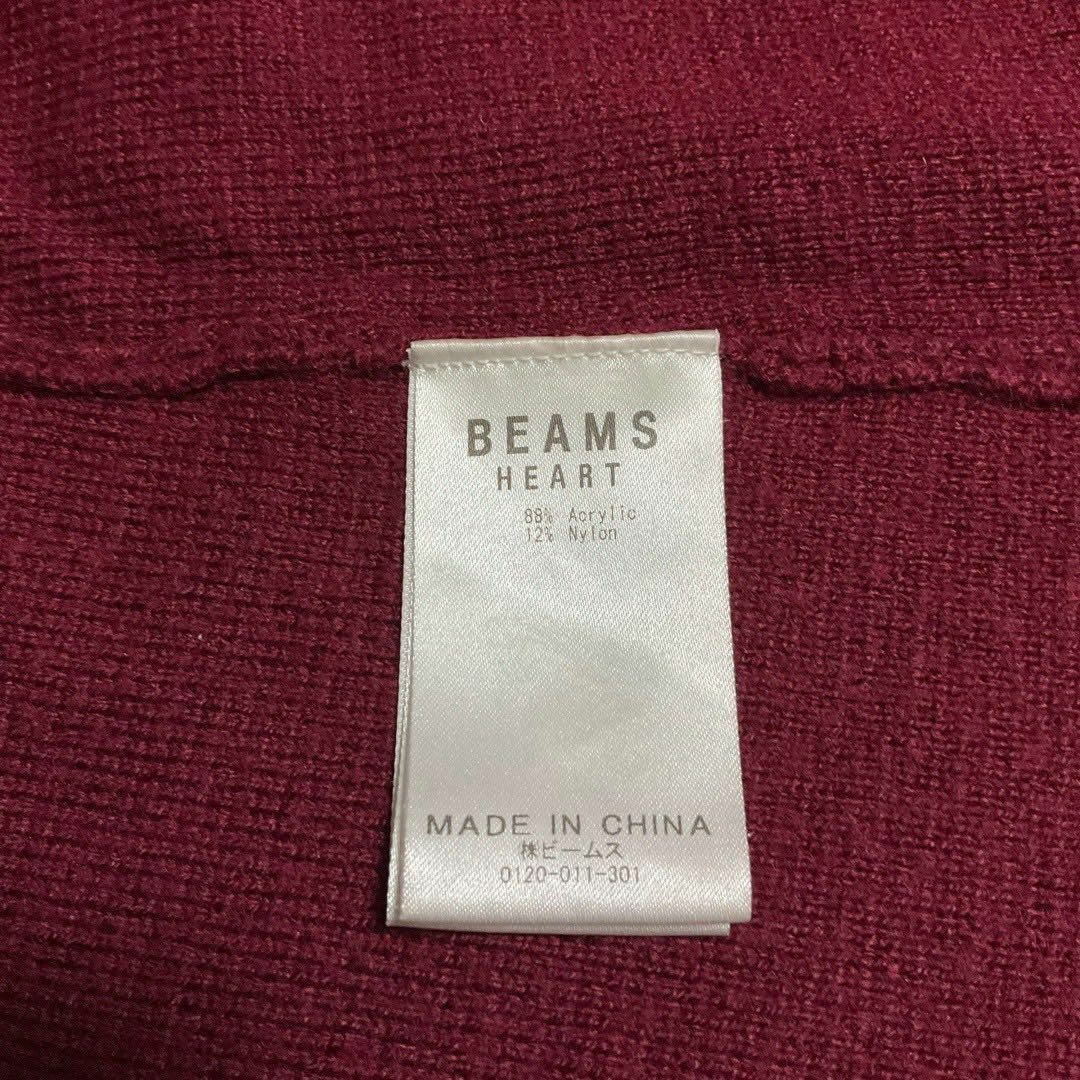 BEAMS
HEART
88% Acrylic
12% Nylon
MADE IN CHINA
㈱ビームス
0120-011-301